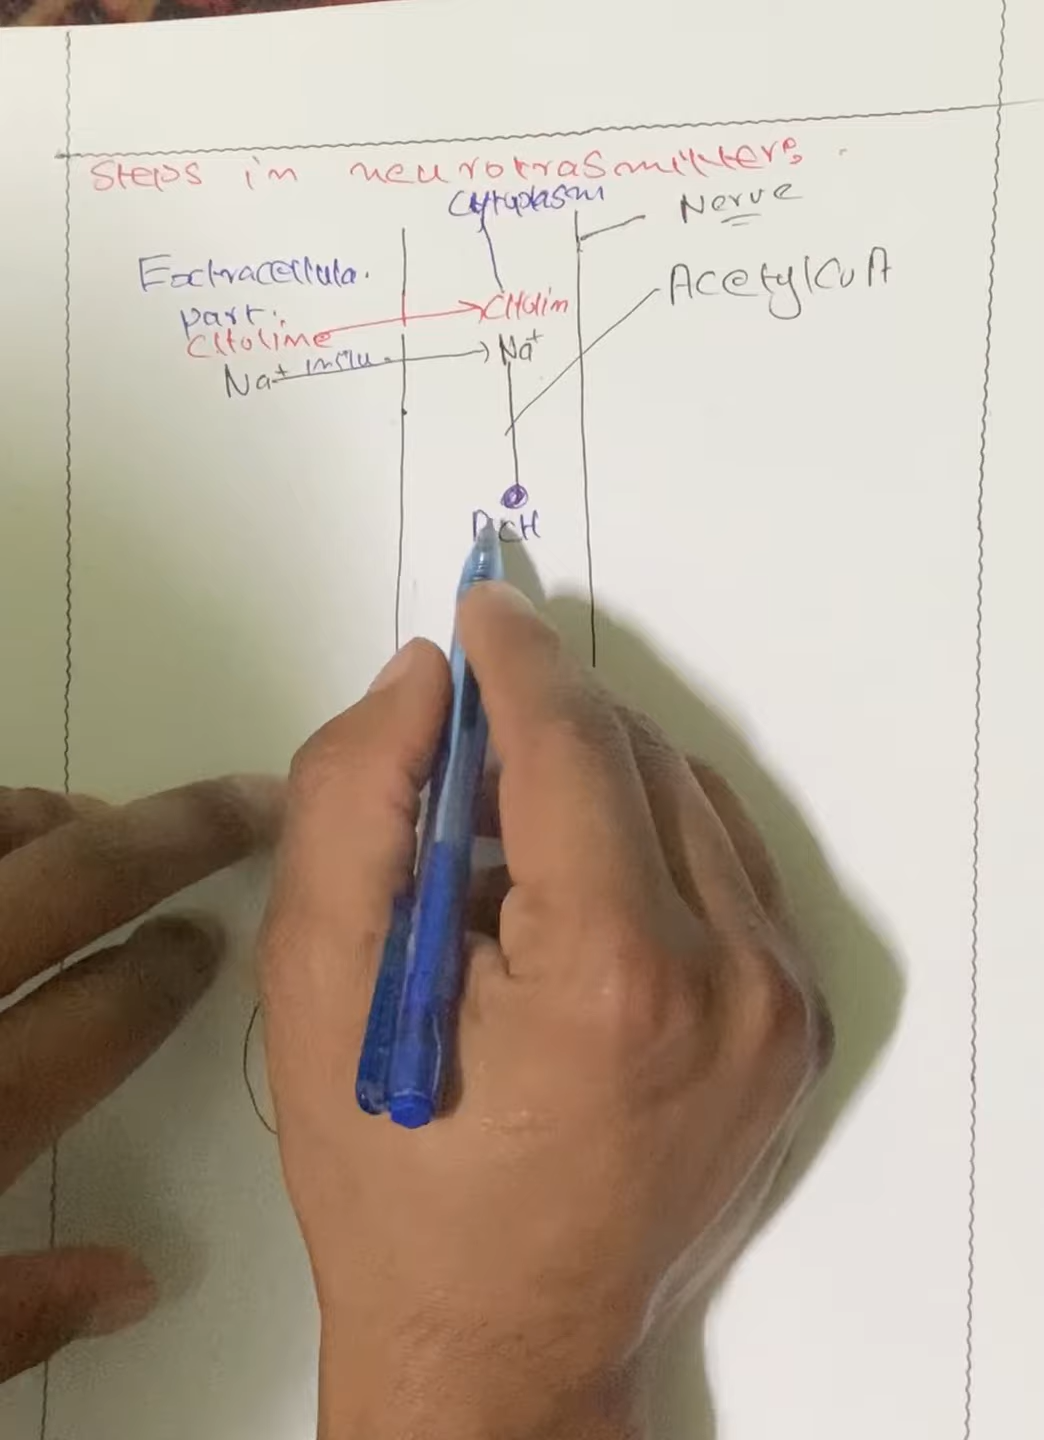 Steps in neurotrasmitters.
Cytoplasm
Nerve
Extracellula.
part.
AcetylCoA
CHolin
CHoline
Na+ influ
Na+
ACH